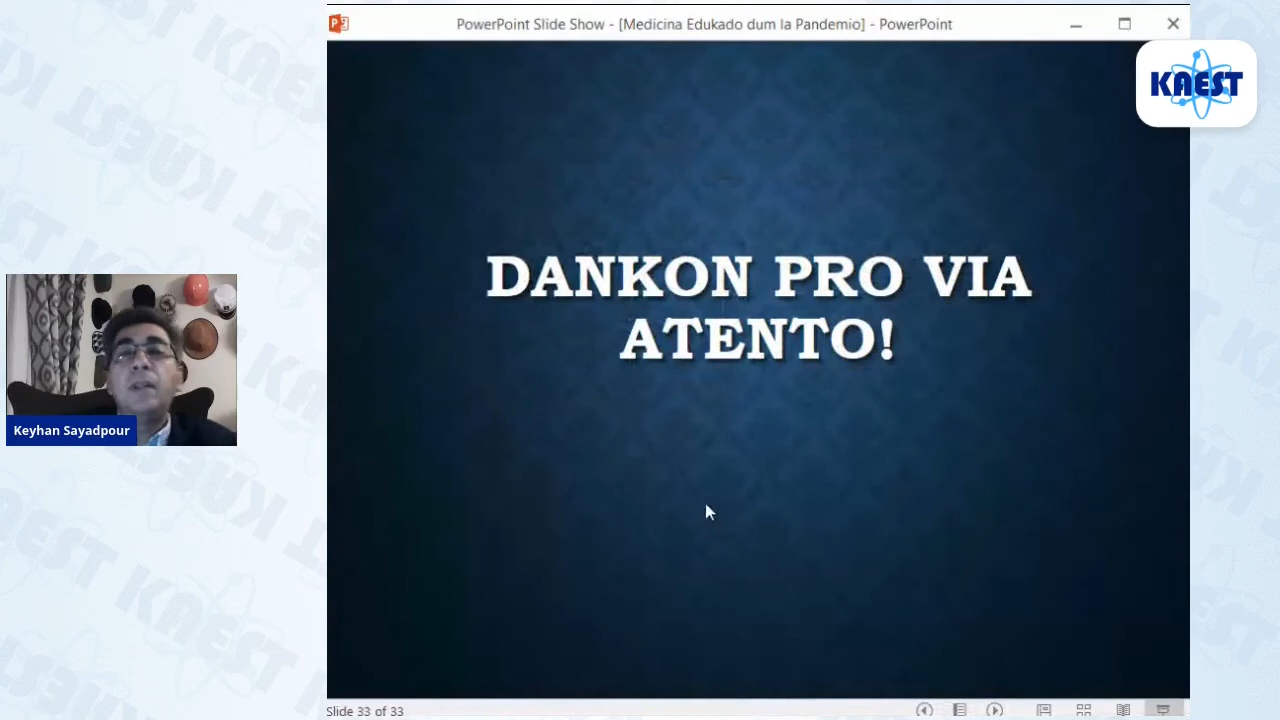 PowerPoint Slide Show - [Medicina Edukado dum la Pandemio] - PowerPoint
KAEST
DANKON PRO VIA
ATENTO!
Keyhan Sayadpour
Slide 33 of 33